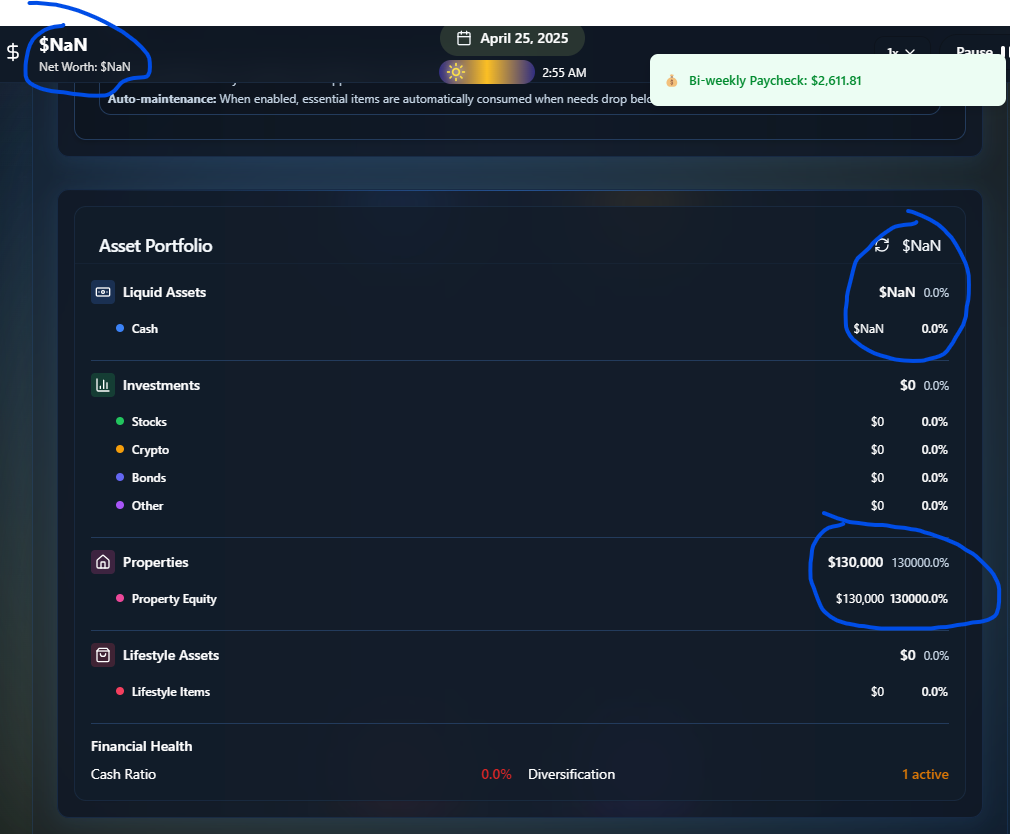 $NaN
Net Worth: $NaN
April 25, 2025
2:55 AM
1x
Pause
Bi-weekly Paycheck: $2,611.81
Auto-maintenance: When enabled, essential items are automatically consumed when needs drop
Asset Portfolio
$NaN
Liquid Assets $NaN 0.0%
Cash $NaN 0.0%
Investments $0 0.0%
Stocks $0 0.0%
Crypto $0 0.0%
Bonds $0 0.0%
Other $0 0.0%
Properties $130,000 130000.0%
Property Equity $130,000 130000.0%
Lifestyle Assets $0 0.0%
Lifestyle Items $0 0.0%
Financial Health
Cash Ratio 0.0% Diversification 1 active